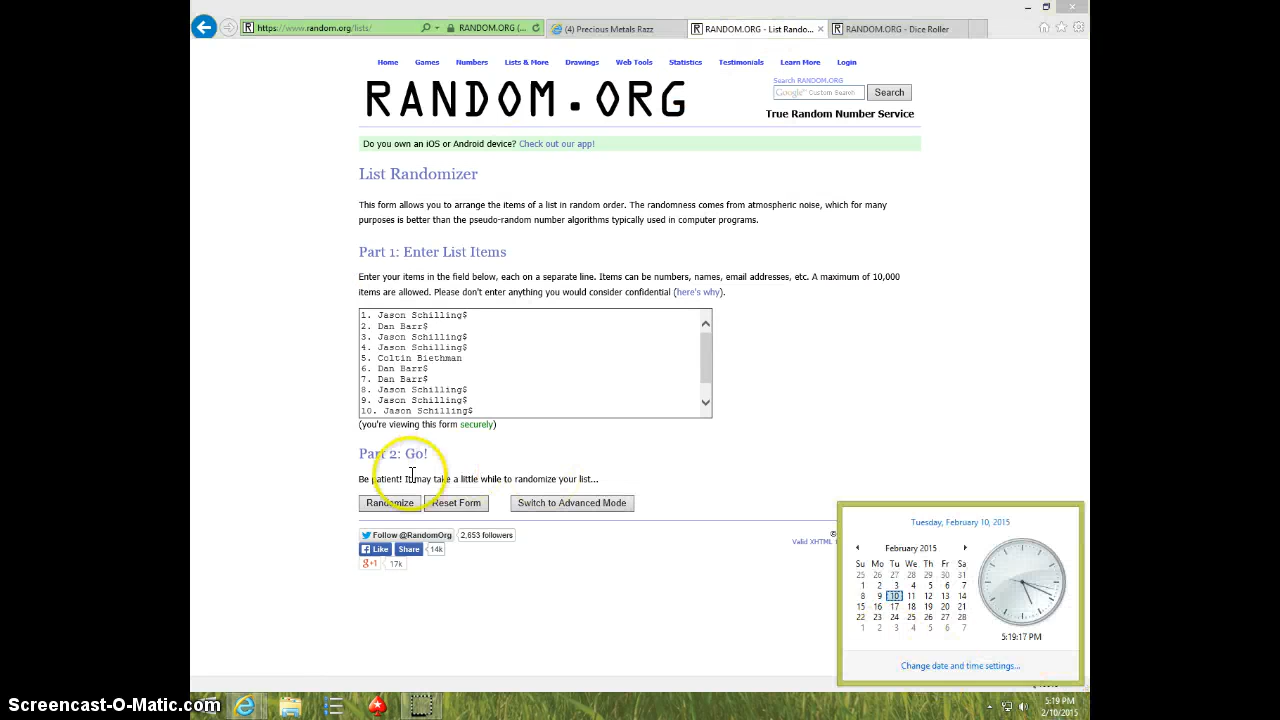 https://www.random.org/lists/
RANDOM.ORG (...
(4) Precious Metals Razz
RANDOM.ORG - List Rando...
RANDOM.ORG - Dice Roller
Home Games Numbers Lists & More Drawings Web Tools Statistics Testimonials Learn More Login
Search RANDOM.ORG
Google™ Custom Search Search
RANDOM.ORG
True Random Number Service
Do you own an iOS or Android device? Check out our app!
List Randomizer
This form allows you to arrange the items of a list in random order. The randomness comes from atmospheric noise, which for many
purposes is better than the pseudo-random number algorithms typically used in computer programs.
Part 1: Enter List Items
Enter your items in the field below, each on a separate line. Items can be numbers, names, email addresses, etc. A maximum of 10,000
items are allowed. Please don't enter anything you would consider confidential (here's why).
1. Jason Schilling$
2. Dan Barr$
3. Jason Schilling$
4. Jason Schilling$
5. Coltin Biethman
6. Dan Barr$
7. Dan Barr$
8. Jason Schilling$
9. Jason Schilling$
10. Jason Schilling$
(you're viewing this form securely)
Part 2: Go!
Be patient! It may take a little while to randomize your list...
Randomize Reset Form Switch to Advanced Mode
Follow @RandomOrg 2,653 followers
Like Share 14k
g+1 17k
©
Valid XHTML
Tuesday, February 10, 2015
February 2015
Su Mo Tu We Th Fr Sa
25 26 27 28 29 30 31
1 2 3 4 5 6 7
8 9 10 11 12 13 14
15 16 17 18 19 20 21
22 23 24 25 26 27 28
1 2 3 4 5 6 7
5:19:17 PM
Change date and time settings...
5:19 PM
2/10/2015
Screencast-O-Matic.com